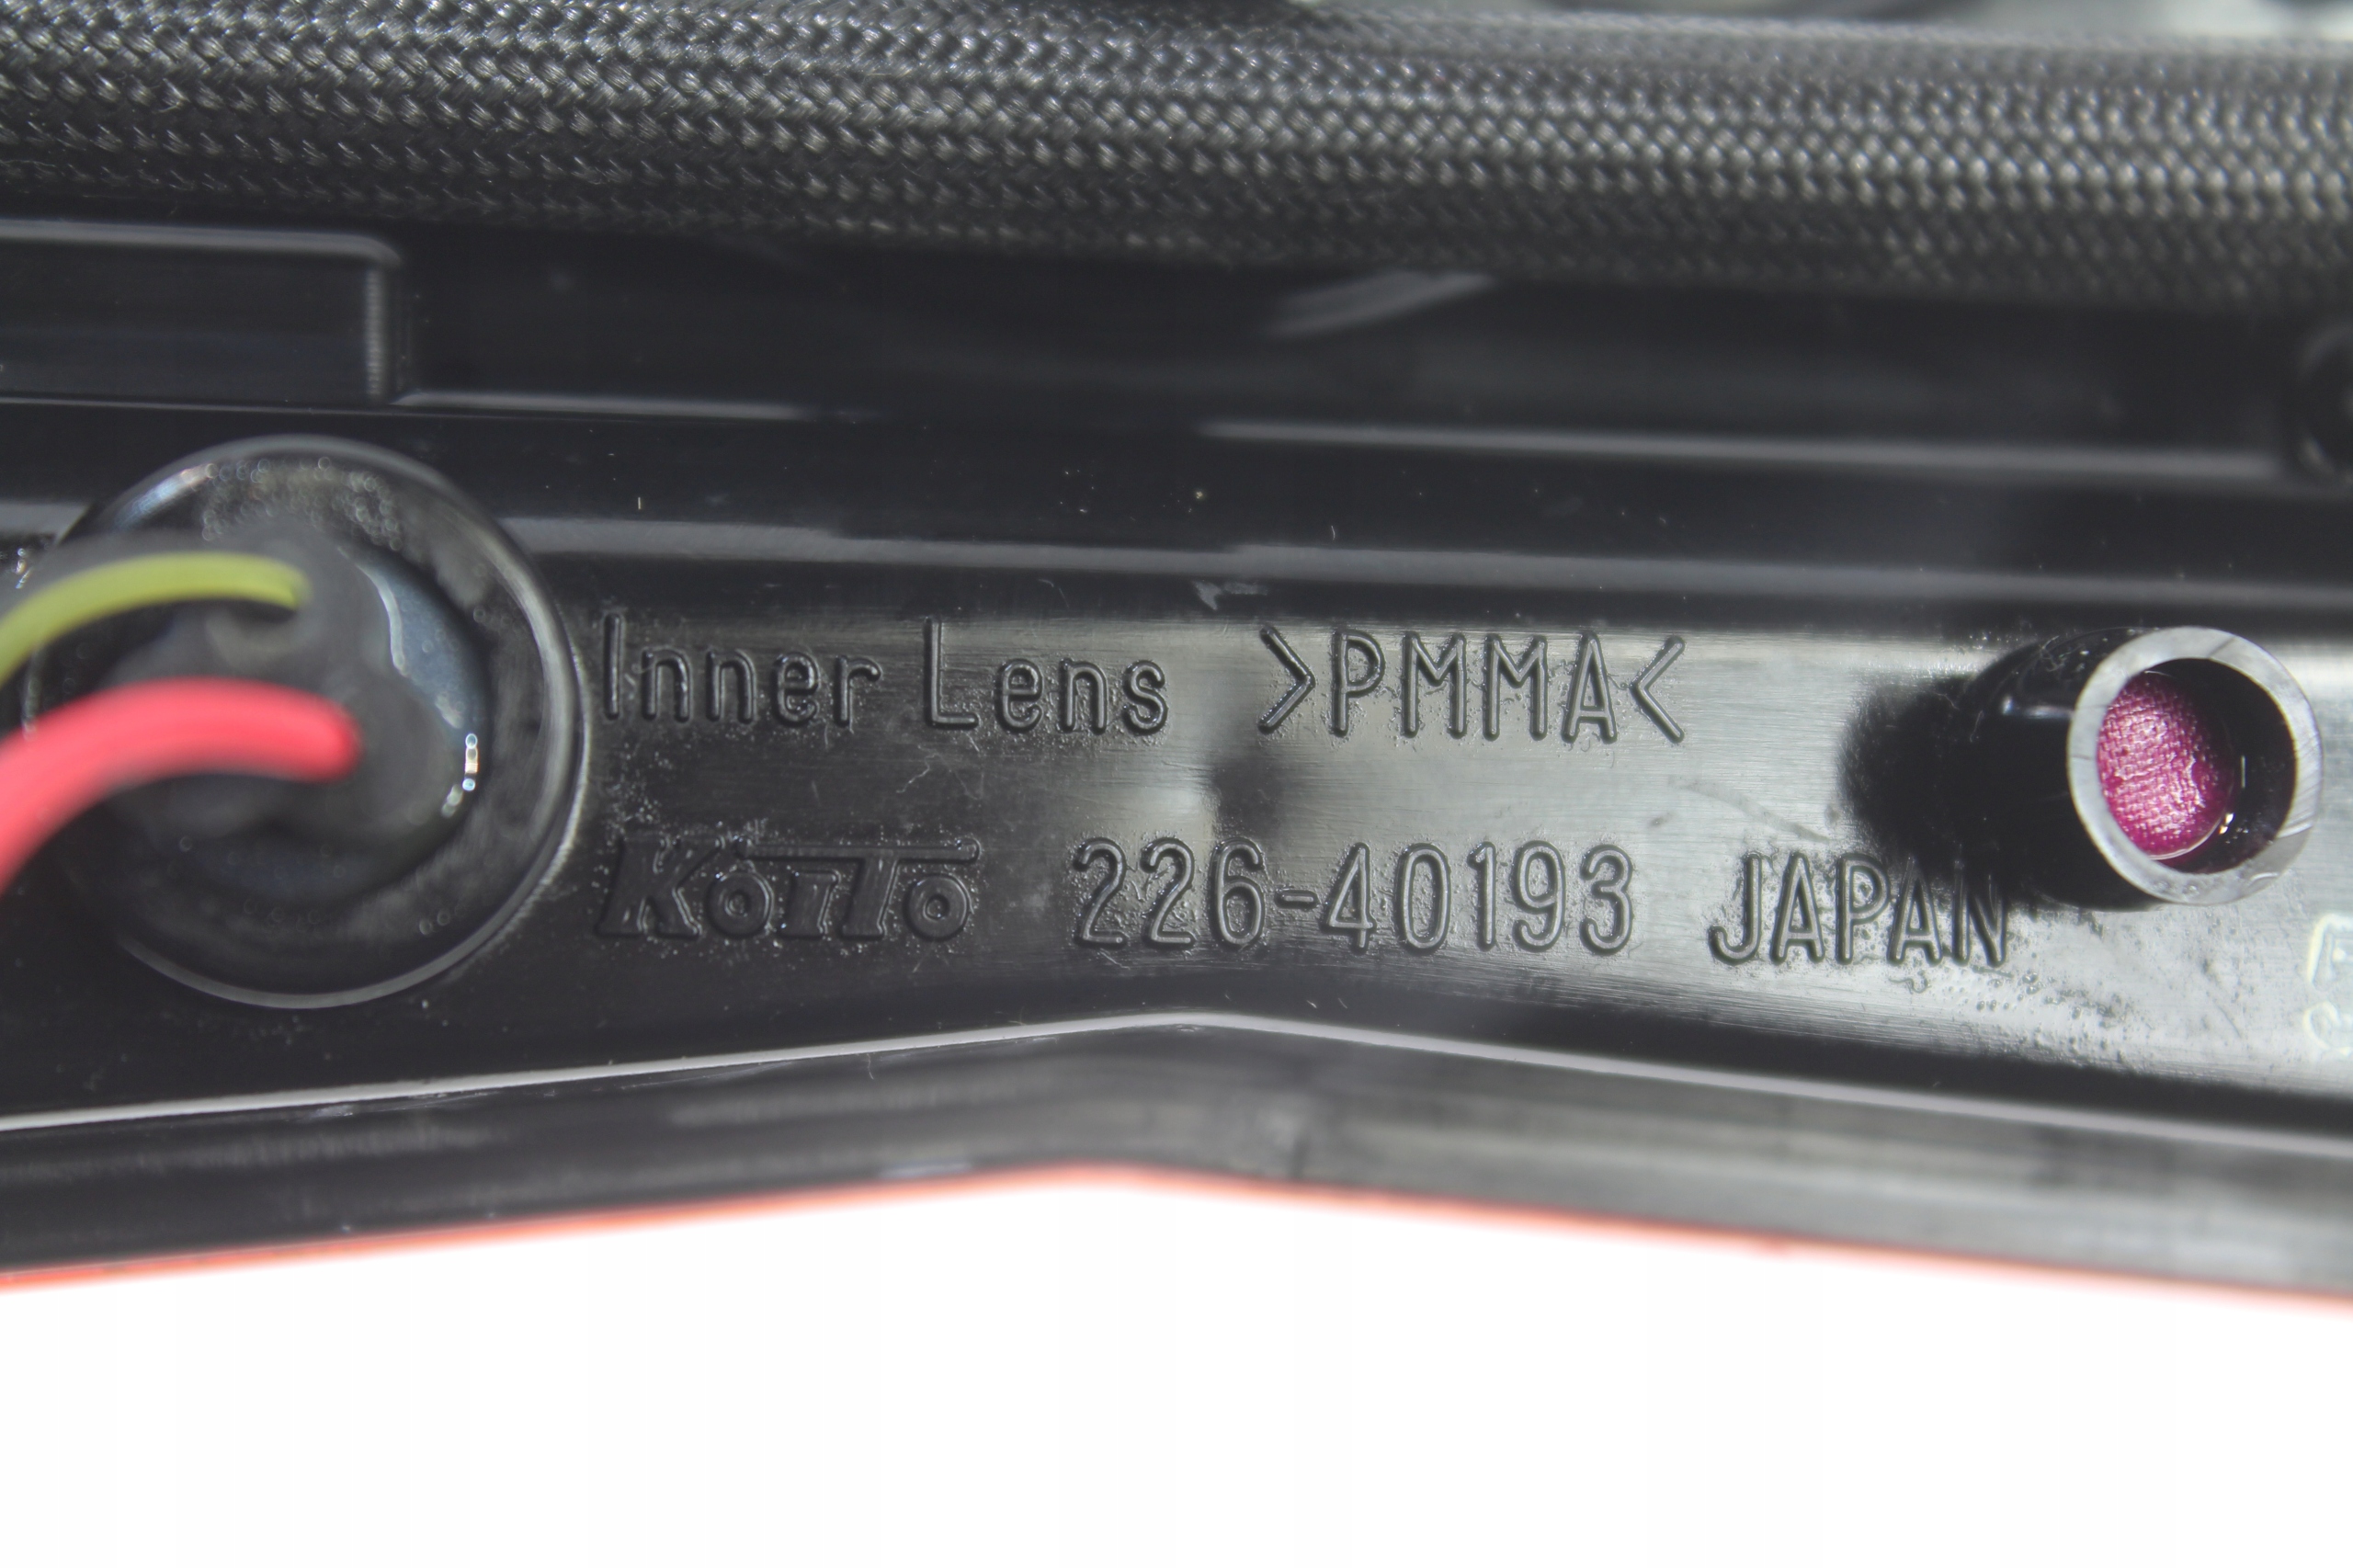 Inner Lens >PMMA<
KOITO 226-40193 JAPAN